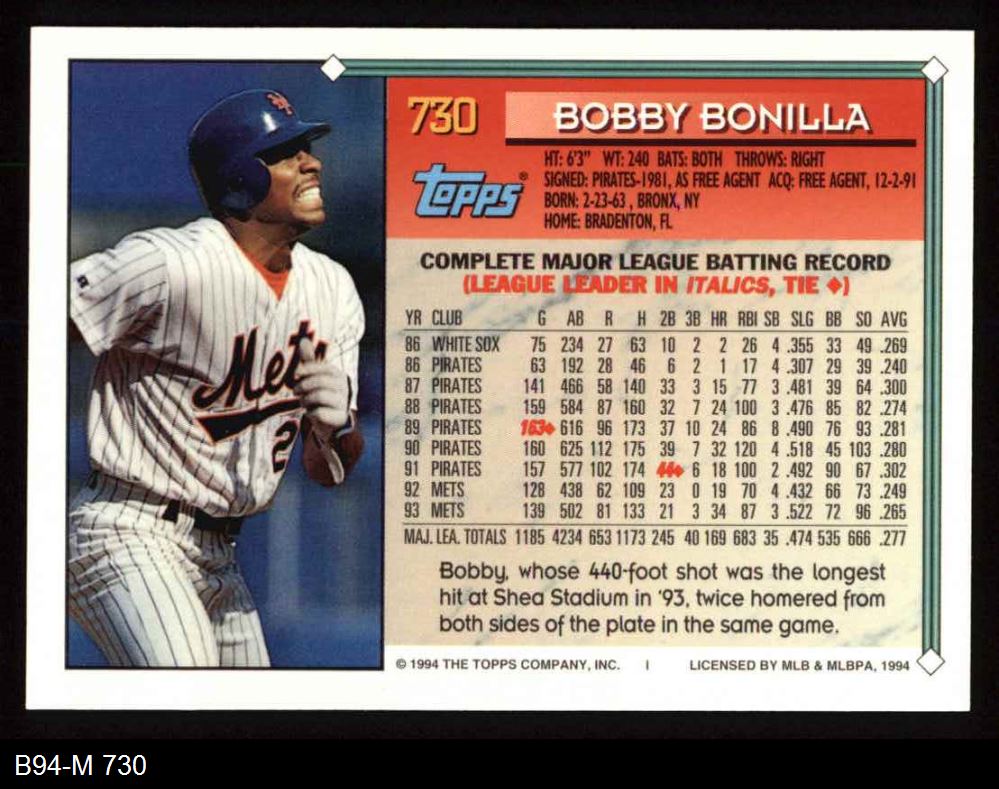 730 BOBBY BONILLA
topps®
HT: 6'3" WT: 240 BATS: BOTH THROWS: RIGHT
SIGNED: PIRATES-1981, AS FREE AGENT ACQ: FREE AGENT, 12-2-91
BORN: 2-23-63, BRONX, NY
HOME: BRADENTON, FL
COMPLETE MAJOR LEAGUE BATTING RECORD
(LEAGUE LEADER IN ITALICS, TIE ♦)
YR CLUB G AB R H 2B 3B HR RBI SB SLG BB SO AVG
86 WHITE SOX 75 234 27 63 10 2 2 26 4 .355 33 49 .269
86 PIRATES 63 192 28 46 6 2 1 17 4 .307 29 39 .240
87 PIRATES 141 466 58 140 33 3 15 77 3 .481 39 64 .300
88 PIRATES 159 584 87 160 32 7 24 100 3 .476 85 82 .274
89 PIRATES 163♦ 616 96 173 37 10 24 86 8 .490 76 93 .281
90 PIRATES 160 625 112 175 39 7 32 120 4 .518 45 103 .280
91 PIRATES 157 577 102 174 44♦ 6 18 100 2 .492 90 67 .302
92 METS 128 438 62 109 23 0 19 70 4 .432 66 73 .249
93 METS 139 502 81 133 21 3 34 87 3 .522 72 96 .265
MAJ. LEA. TOTALS 1185 4234 653 1173 245 40 169 683 35 .474 535 666 .277
Bobby, whose 440-foot shot was the longest
hit at Shea Stadium in '93, twice homered from
both sides of the plate in the same game.
© 1994 THE TOPPS COMPANY, INC. I LICENSED BY MLB & MLBPA, 1994
Mets
2
NY
B94-M 730